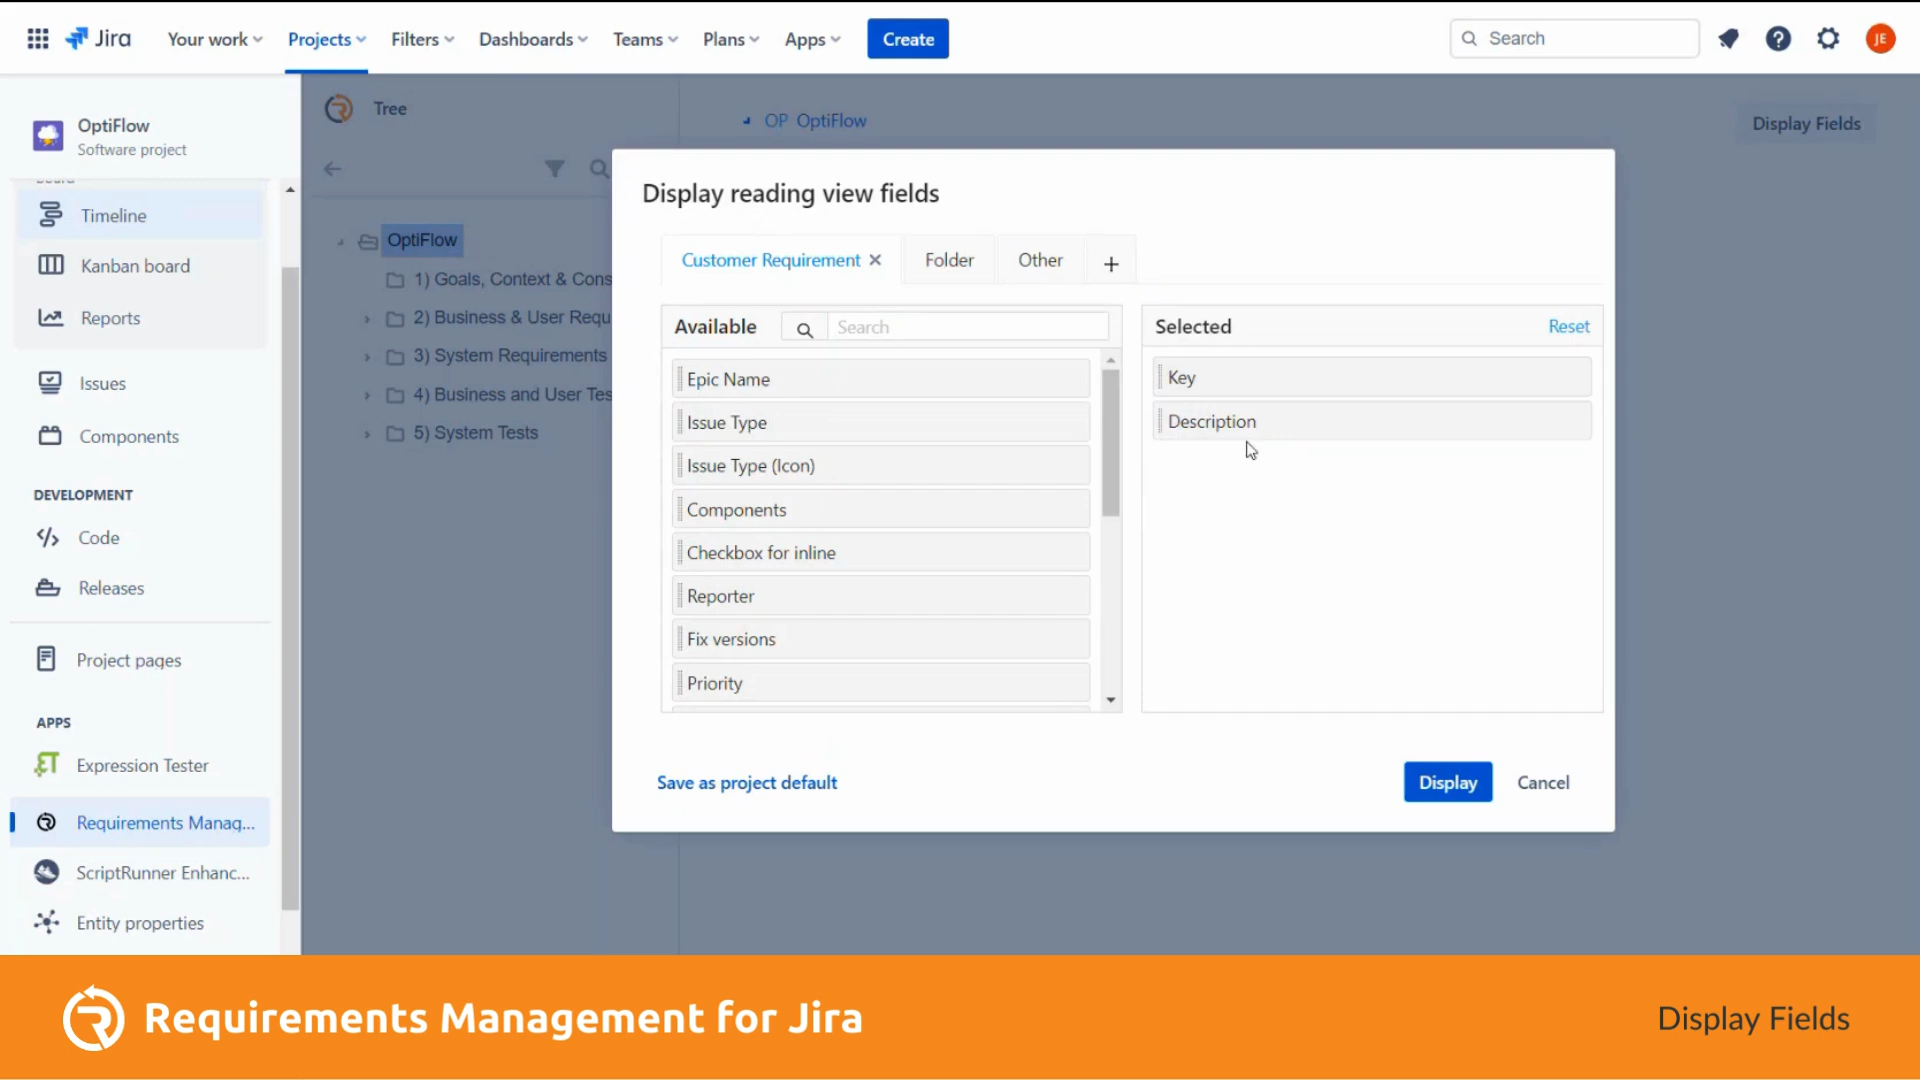 Jira
Your work
Projects
Filters
Dashboards
Teams
Plans
Apps
Create
Search
JE
OptiFlow
Software project
Timeline
Kanban board
Reports
Issues
Components
DEVELOPMENT
Code
Releases
Project pages
APPS
Expression Tester
Requirements Manag...
ScriptRunner Enhanc...
Entity properties
Tree
OptiFlow
1) Goals, Context & Cons
2) Business & User Requ
3) System Requirements
4) Business and User Tes
5) System Tests
OP OptiFlow
Display Fields
Display reading view fields
Customer Requirement
Folder
Other
+
Available
Search
Epic Name
Issue Type
Issue Type (Icon)
Components
Checkbox for inline
Reporter
Fix versions
Priority
Selected
Reset
Key
Description
Save as project default
Display
Cancel
Requirements Management for Jira
Display Fields